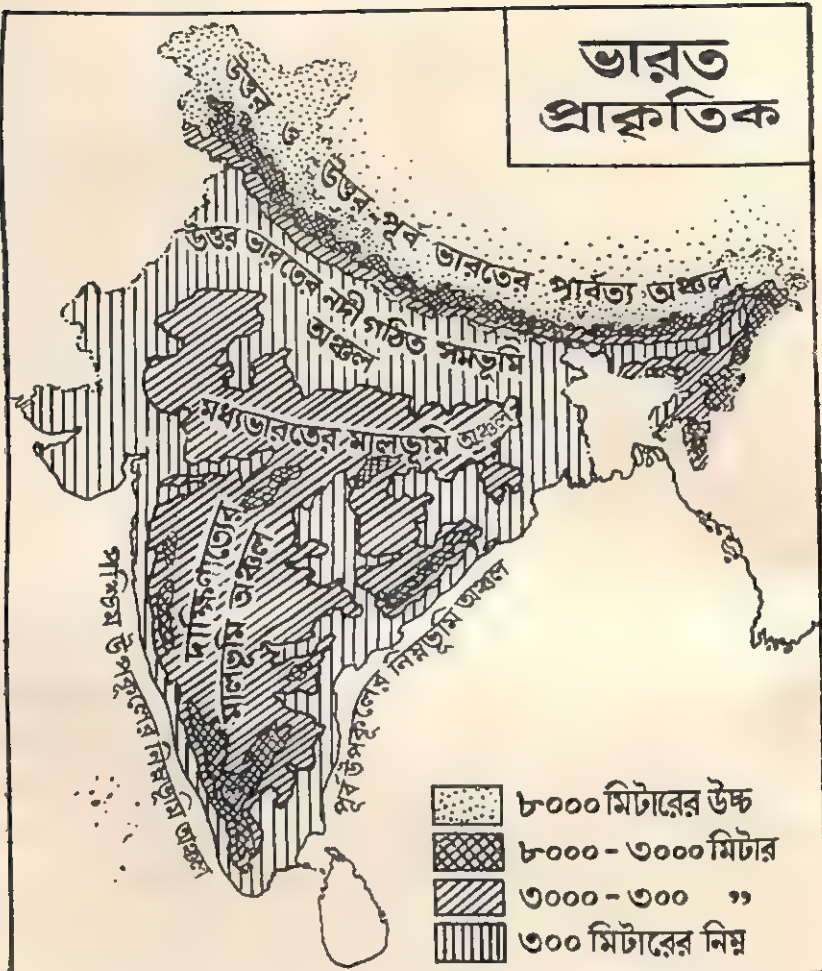 ভারত
প্রাকৃতিক
উত্তর ও উত্তর-পূর্ব ভারতের পার্বত্য অঞ্চল
উত্তর ভারতের নদী গঠিত সমভূমি
অঞ্চল
মধ্যভারতের মালভূমি অঞ্চল
দাক্ষিণাত্যের
মালভূমি অঞ্চল
পশ্চিম উপকূলের নিম্নভূমি অঞ্চল
পূর্ব উপকূলের নিম্নভূমি অঞ্চল
৮০০০ মিটারের উচ্চ
৮০০০-৩০০০ মিটার
৩০০০-৩০০ ”
৩০০ মিটারের নিম্ন